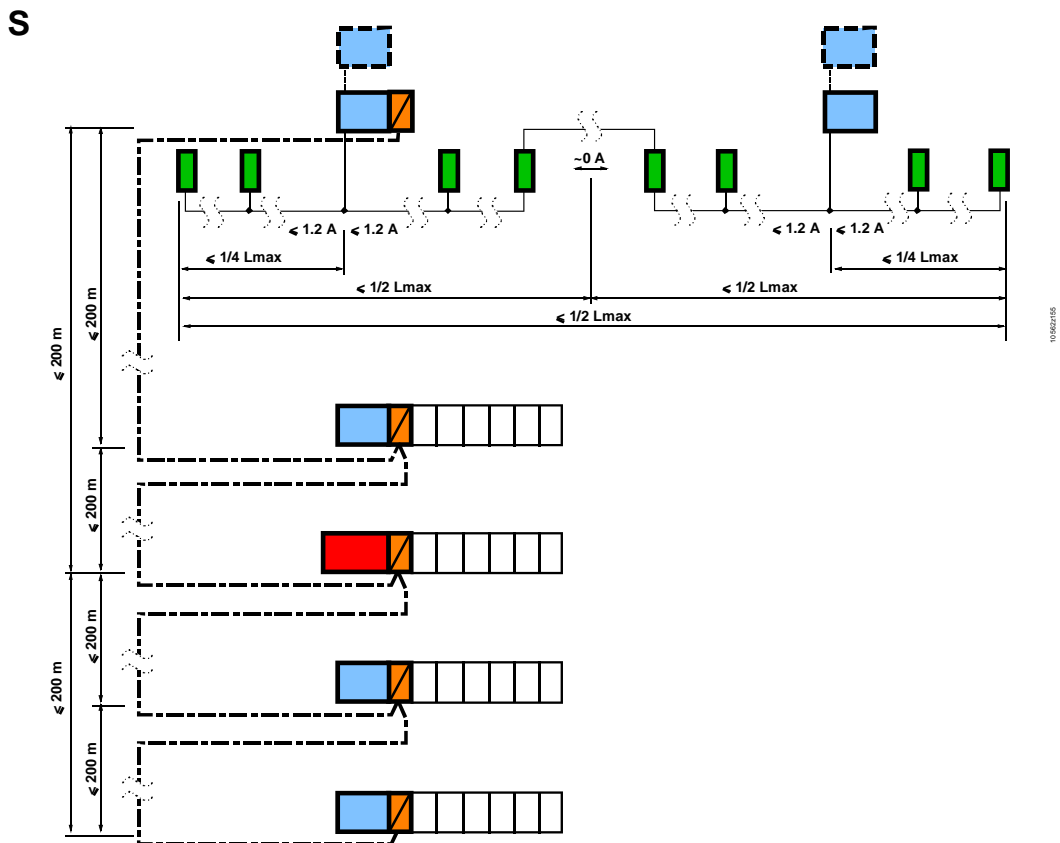 S
~0 A
⩽ 1.2 A
⩽ 1.2 A
⩽ 1.2 A
⩽ 1.2 A
⩽ 1/4 Lmax
⩽ 1/4 Lmax
⩽ 1/2 Lmax
⩽ 1/2 Lmax
⩽ 1/2 Lmax
⩽ 200 m
⩽ 200 m
⩽ 200 m
⩽ 200 m
⩽ 200 m
⩽ 200 m
10562z155